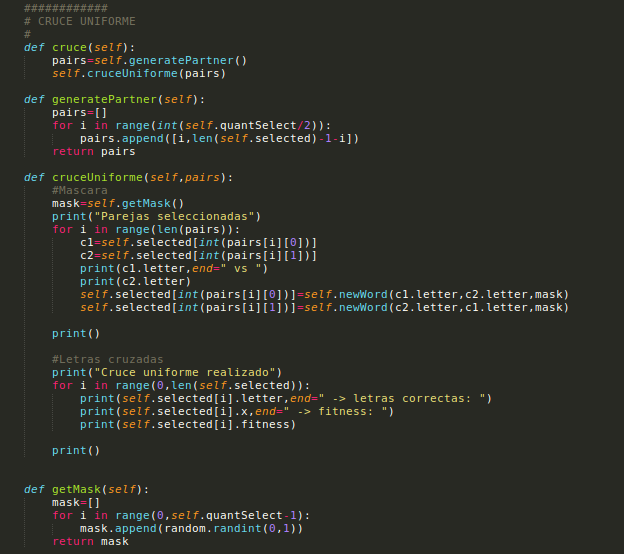 ############
# CRUCE UNIFORME
#
def cruce(self):
    pairs=self.generatePartner()
    self.cruceUniforme(pairs)

def generatePartner(self):
    pairs=[]
    for i in range(int(self.quantSelect/2)):
        pairs.append([i,len(self.selected)-1-i])
    return pairs

def cruceUniforme(self,pairs):
    #Mascara
    mask=self.getMask()
    print("Parejas seleccionadas")
    for i in range(len(pairs)):
        c1=self.selected[int(pairs[i][0])]
        c2=self.selected[int(pairs[i][1])]
        print(c1.letter,end=" vs ")
        print(c2.letter)
        self.selected[int(pairs[i][0])]=self.newWord(c1.letter,c2.letter,mask)
        self.selected[int(pairs[i][1])]=self.newWord(c2.letter,c1.letter,mask)

    print()

    #Letras cruzadas
    print("Cruce uniforme realizado")
    for i in range(0,len(self.selected)):
        print(self.selected[i].letter,end=" -> letras correctas: ")
        print(self.selected[i].x,end=" -> fitness: ")
        print(self.selected[i].fitness)

    print()


def getMask(self):
    mask=[]
    for i in range(0,self.quantSelect-1):
        mask.append(random.randint(0,1))
    return mask